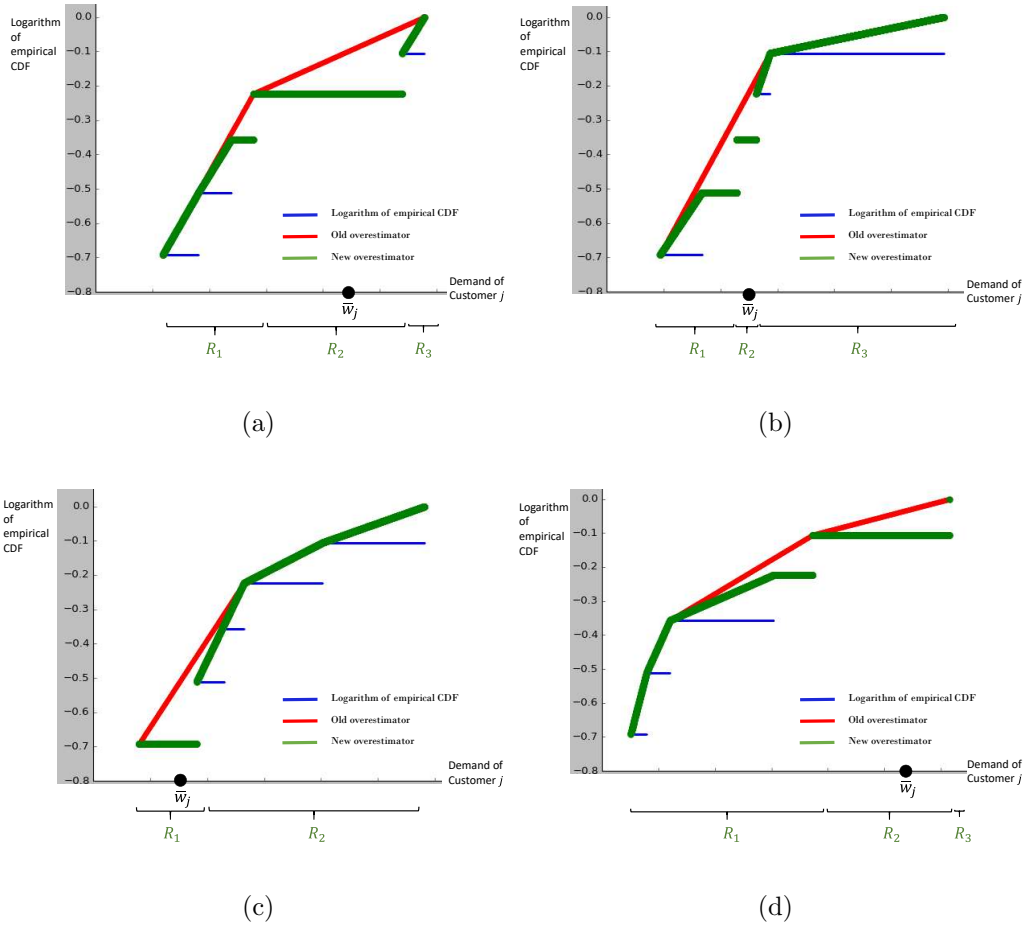 Logarithm
of
empirical
CDF
0.0
−0.1
−0.2
−0.3
−0.4
−0.5
−0.6
−0.7
−0.8
Logarithm of empirical CDF
Old overestimator
New overestimator
Demand of
Customer j
w̅j
R1
R2
R3
(a)
Logarithm
of
empirical
CDF
0.0
−0.1
−0.2
−0.3
−0.4
−0.5
−0.6
−0.7
−0.8
Logarithm of empirical CDF
Old overestimator
New overestimator
Demand of
Customer j
w̅j
R1
R2
R3
(b)
Logarithm
of
empirical
CDF
0.0
−0.1
−0.2
−0.3
−0.4
−0.5
−0.6
−0.7
−0.8
Logarithm of empirical CDF
Old overestimator
New overestimator
Demand of
Customer j
w̅j
R1
R2
(c)
Logarithm
of
empirical
CDF
0.0
−0.1
−0.2
−0.3
−0.4
−0.5
−0.6
−0.7
−0.8
Logarithm of empirical CDF
Old overestimator
New overestimator
Demand of
Customer j
w̅j
R1
R2
R3
(d)